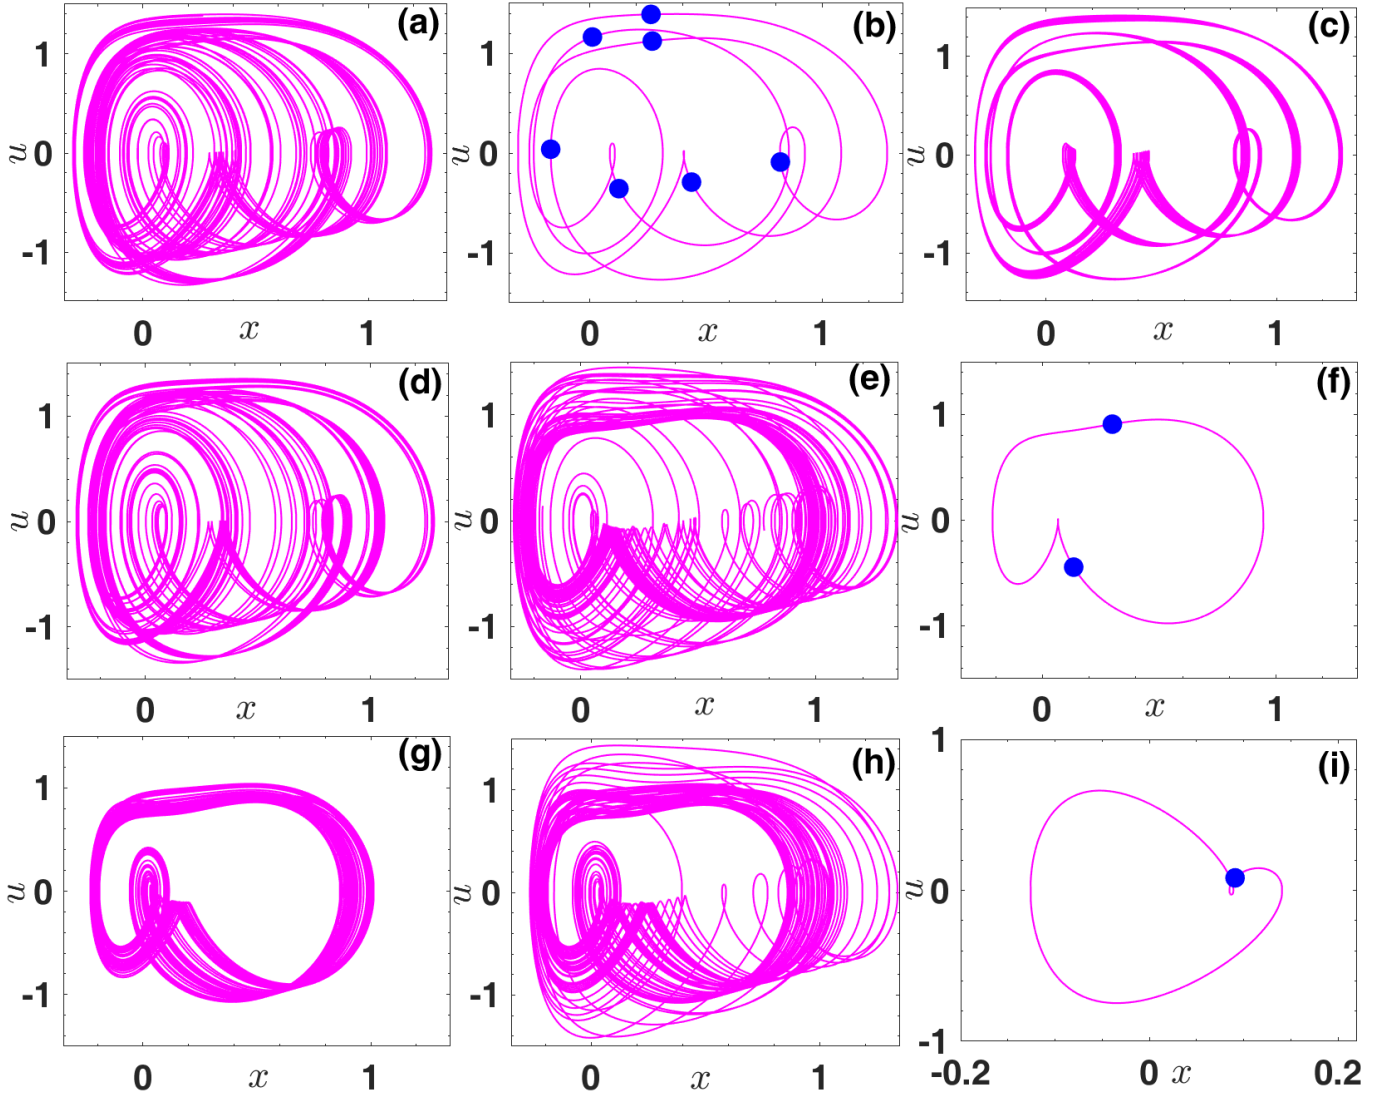 (a) (b) (c)
1 1 1
u 0 u 0 u 0
-1 -1 -1
0 x 1 0 x 1 0 x 1
(d) (e) (f)
1 1 1
u 0 u 0 u 0
-1 -1 -1
0 x 1 0 x 1 0 x 1
(g) (h) 1 (i)
1 1
u 0 u 0 u 0
-1 -1
-1
0 x 1 0 x 1 -0.2 0 x 0.2